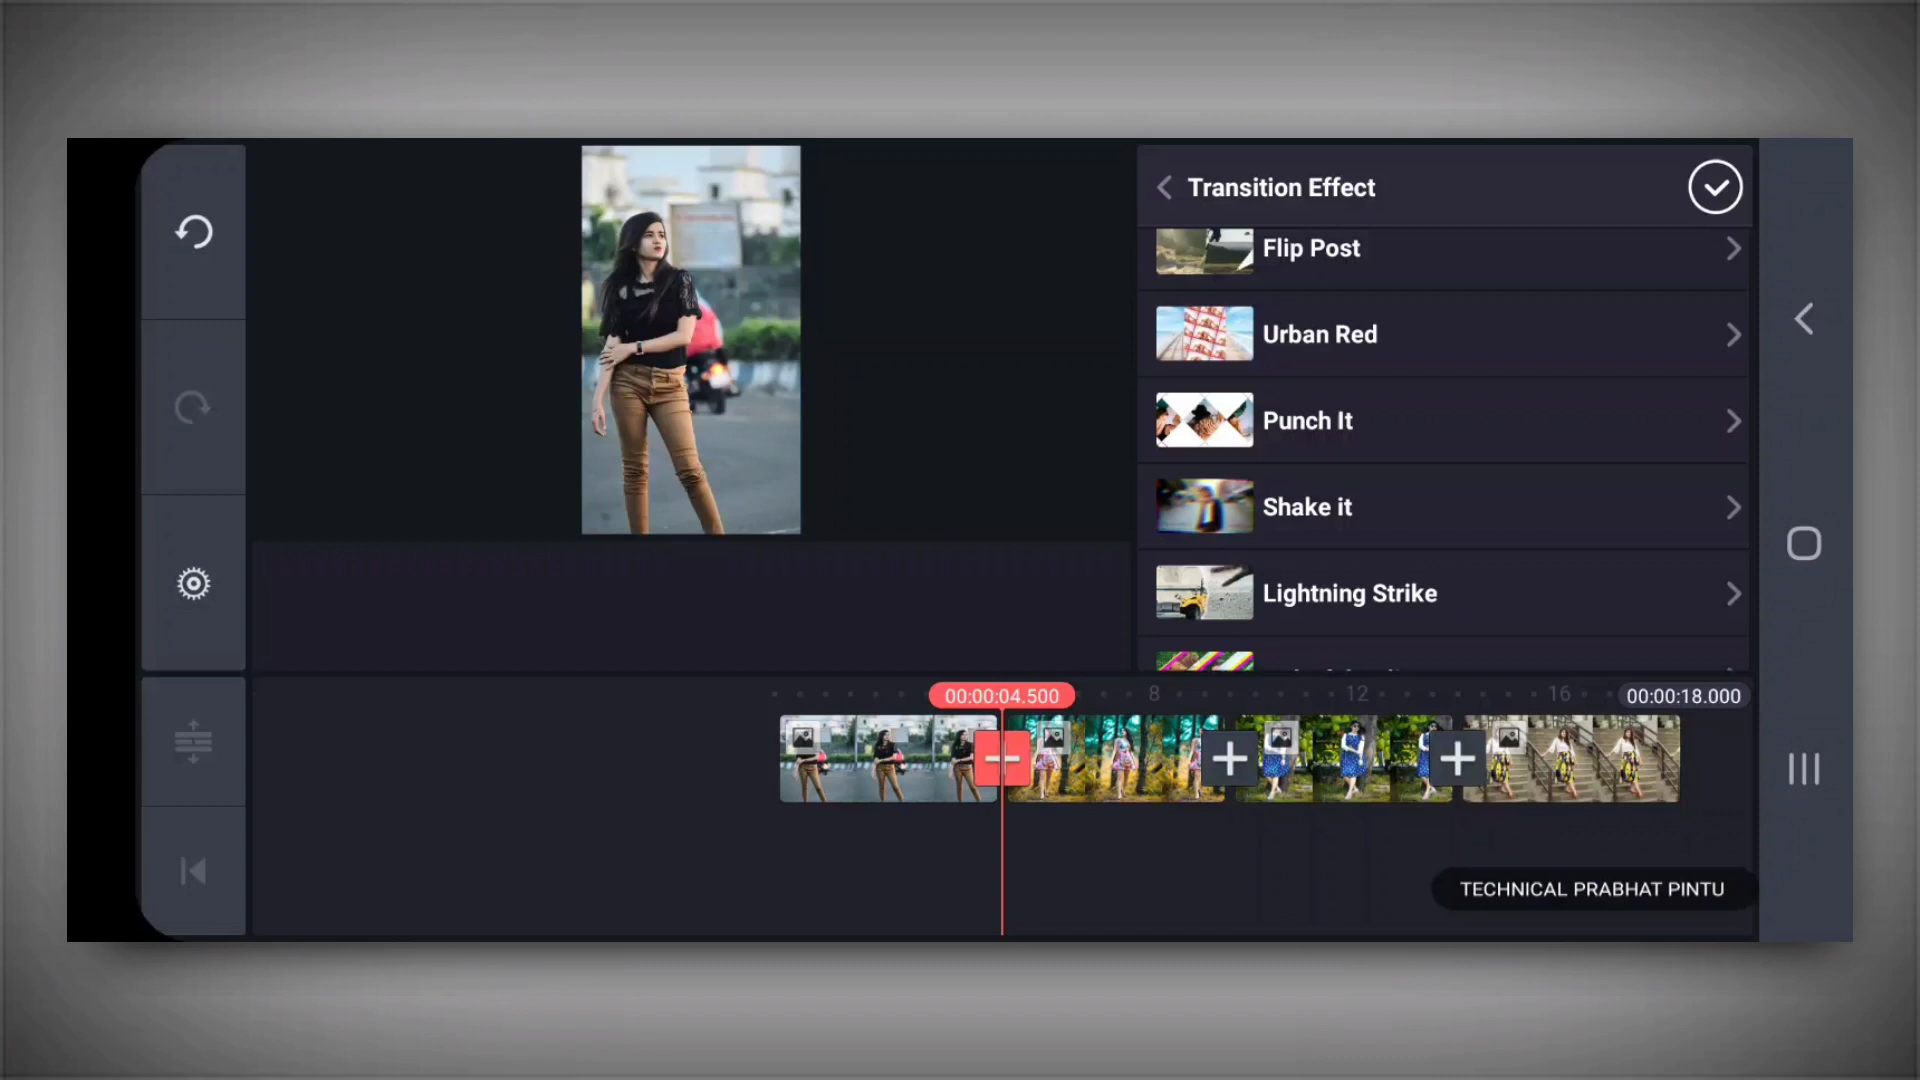 Transition Effect
Flip Post
Urban Red
Punch It
Shake it
Lightning Strike
00:00:04.500
8
12
16
00:00:18.000
TECHNICAL PRABHAT PINTU